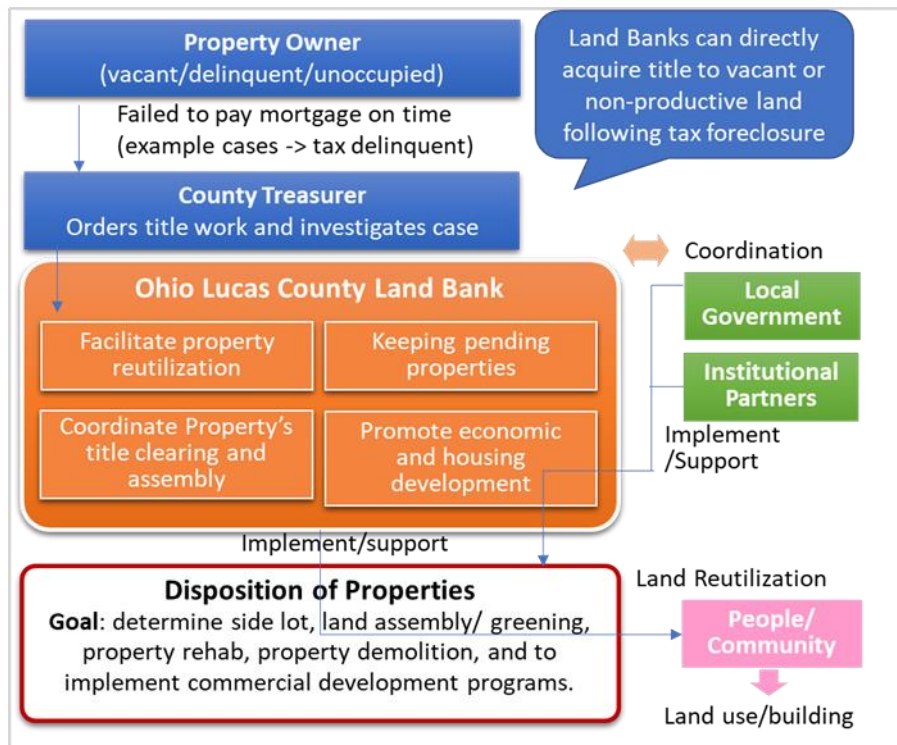 Property Owner
(vacant/delinquent/unoccupied)
Land Banks can directly
acquire title to vacant or
non-productive land
following tax foreclosure
Failed to pay mortgage on time
(example cases -> tax delinquent)
County Treasurer
Orders title work and investigates case
Coordination
Ohio Lucas County Land Bank
Facilitate property
reutilization
Keeping pending
properties
Coordinate Property's
title clearing and
assembly
Promote economic
and housing
development
Local
Government
Institutional
Partners
Implement
/Support
Implement/support
Disposition of Properties
Goal: determine side lot, land assembly/ greening,
property rehab, property demolition, and to
implement commercial development programs.
Land Reutilization
People/
Community
Land use/building